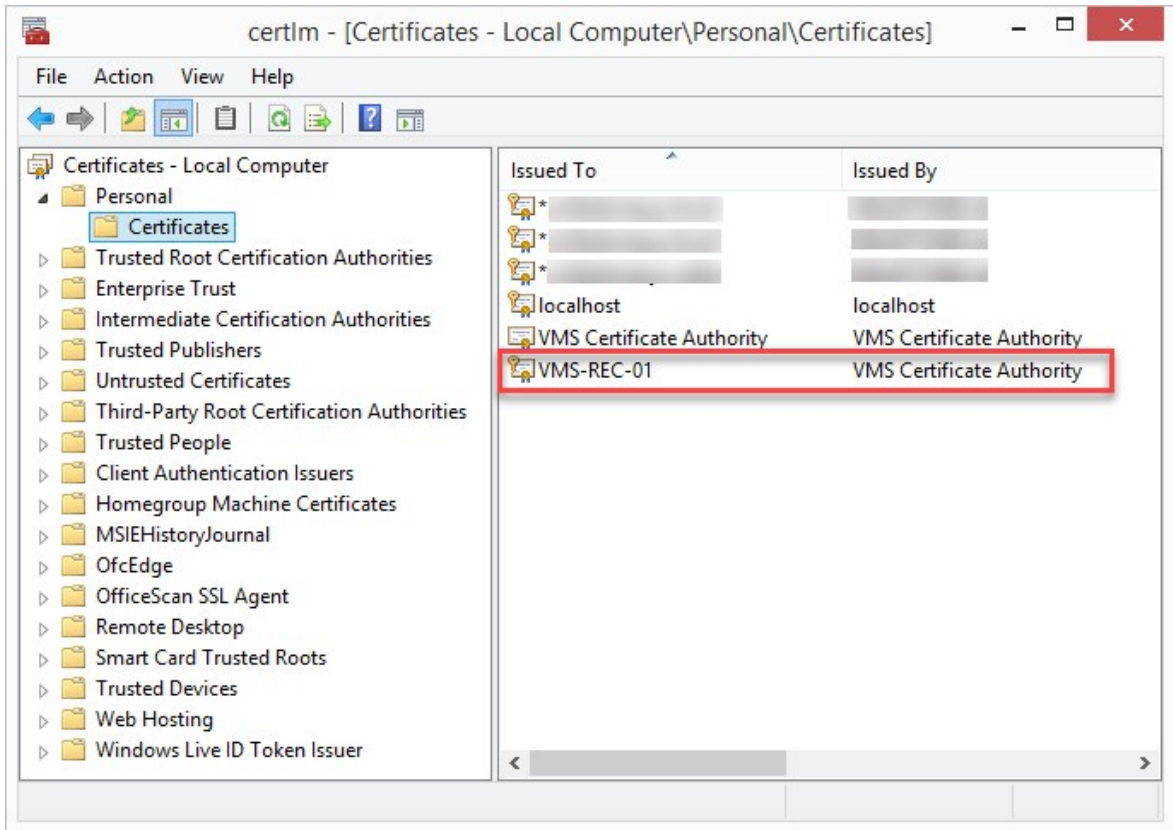 certlm - [Certificates - Local Computer\Personal\Certificates]
File Action View Help
Certificates - Local Computer
Personal
Certificates
Trusted Root Certification Authorities
Enterprise Trust
Intermediate Certification Authorities
Trusted Publishers
Untrusted Certificates
Third-Party Root Certification Authorities
Trusted People
Client Authentication Issuers
Homegroup Machine Certificates
MSIEHistoryJournal
OfcEdge
OfficeScan SSL Agent
Remote Desktop
Smart Card Trusted Roots
Trusted Devices
Web Hosting
Windows Live ID Token Issuer
Issued To Issued By
*
*
*
localhost localhost
VMS Certificate Authority VMS Certificate Authority
VMS-REC-01 VMS Certificate Authority